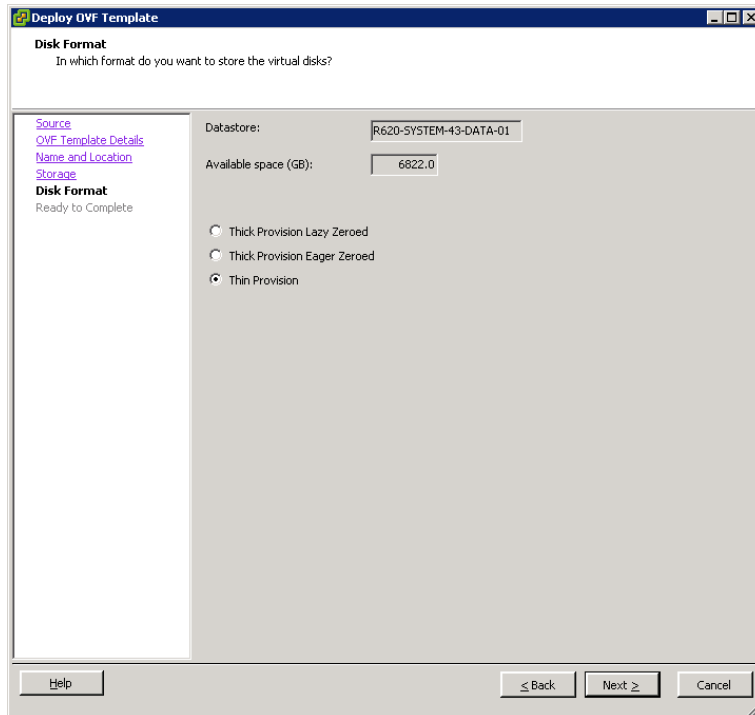 Deploy OVF Template
Disk Format
In which format do you want to store the virtual disks?
Source
OVF Template Details
Name and Location
Storage
Disk Format
Ready to Complete
Datastore: R620-SYSTEM-43-DATA-01
Available space (GB): 6822.0
Thick Provision Lazy Zeroed
Thick Provision Eager Zeroed
Thin Provision
Help
< Back
Next >
Cancel